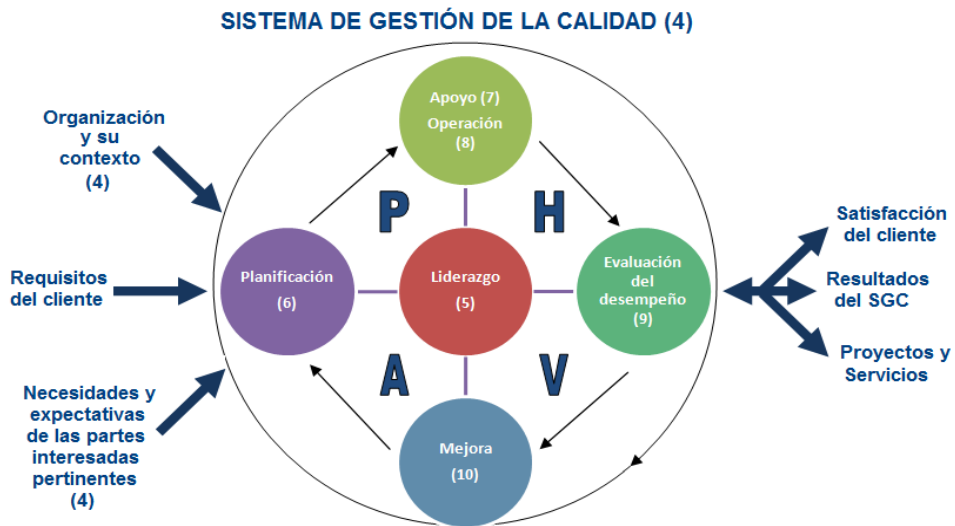 SISTEMA DE GESTIÓN DE LA CALIDAD (4)
Organización
y su
contexto
(4)
Requisitos
del cliente
Necesidades y
expectativas
de las partes
interesadas
pertinentes
(4)
Apoyo (7)
Operación
(8)
P
H
Planificación
(6)
Liderazgo
(5)
Evaluación
del
desempeño
(9)
A
V
Mejora
(10)
Satisfacción
del cliente
Resultados
del SGC
Proyectos y
Servicios